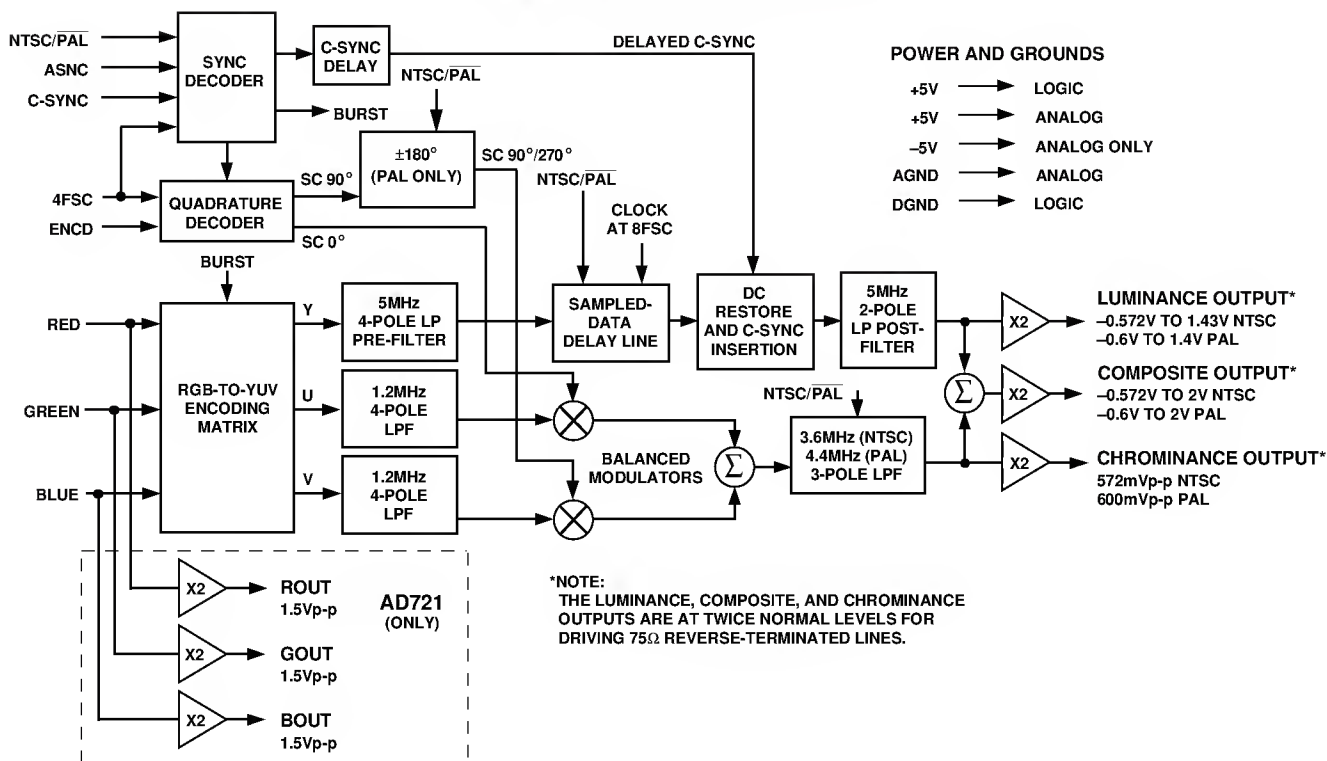 NTSC/PAL
ASNC
C-SYNC
4FSC
ENCD
SYNC
DECODER
C-SYNC
DELAY
DELAYED C-SYNC
BURST
NTSC/PAL
±180°
(PAL ONLY)
SC 90°
SC 90°/270°
QUADRATURE
DECODER
SC 0°
POWER AND GROUNDS
+5V LOGIC
+5V ANALOG
–5V ANALOG ONLY
AGND ANALOG
DGND LOGIC
NTSC/PAL
CLOCK
AT 8FSC
BURST
RED
GREEN
BLUE
RGB-TO-YUV
ENCODING
MATRIX
Y
U
V
5MHz
4-POLE LP
PRE-FILTER
1.2MHz
4-POLE
LPF
1.2MHz
4-POLE
LPF
SAMPLED-
DATA
DELAY LINE
DC
RESTORE
AND C-SYNC
INSERTION
5MHz
2-POLE
LP POST-
FILTER
BALANCED
MODULATORS
Σ
NTSC/PAL
3.6MHz (NTSC)
4.4MHz (PAL)
3-POLE LPF
Σ
X2
LUMINANCE OUTPUT*
–0.572V TO 1.43V NTSC
–0.6V TO 1.4V PAL
X2
COMPOSITE OUTPUT*
–0.572V TO 2V NTSC
–0.6V TO 2V PAL
X2
CHROMINANCE OUTPUT*
572mVp-p NTSC
600mVp-p PAL
X2
ROUT
1.5Vp-p
X2
GOUT
1.5Vp-p
X2
BOUT
1.5Vp-p
AD721
(ONLY)
*NOTE:
THE LUMINANCE, COMPOSITE, AND CHROMINANCE
OUTPUTS ARE AT TWICE NORMAL LEVELS FOR
DRIVING 75Ω REVERSE-TERMINATED LINES.